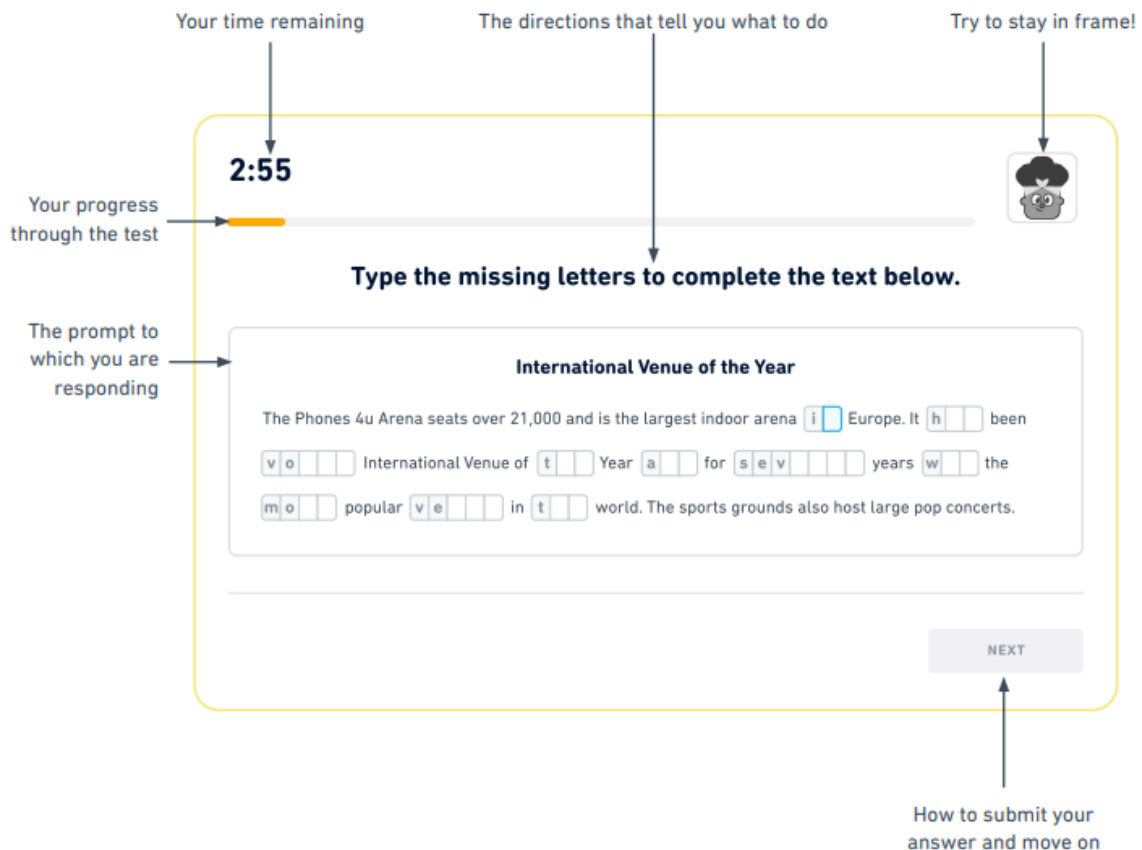 Your time remaining
The directions that tell you what to do
Try to stay in frame!
2:55
Your progress
through the test
Type the missing letters to complete the text below.
The prompt to
which you are
responding
International Venue of the Year
The Phones 4u Arena seats over 21,000 and is the largest indoor arena i Europe. It h been
vo International Venue of t Year a for sev years w the
mo popular ve in t world. The sports grounds also host large pop concerts.
NEXT
How to submit your
answer and move on